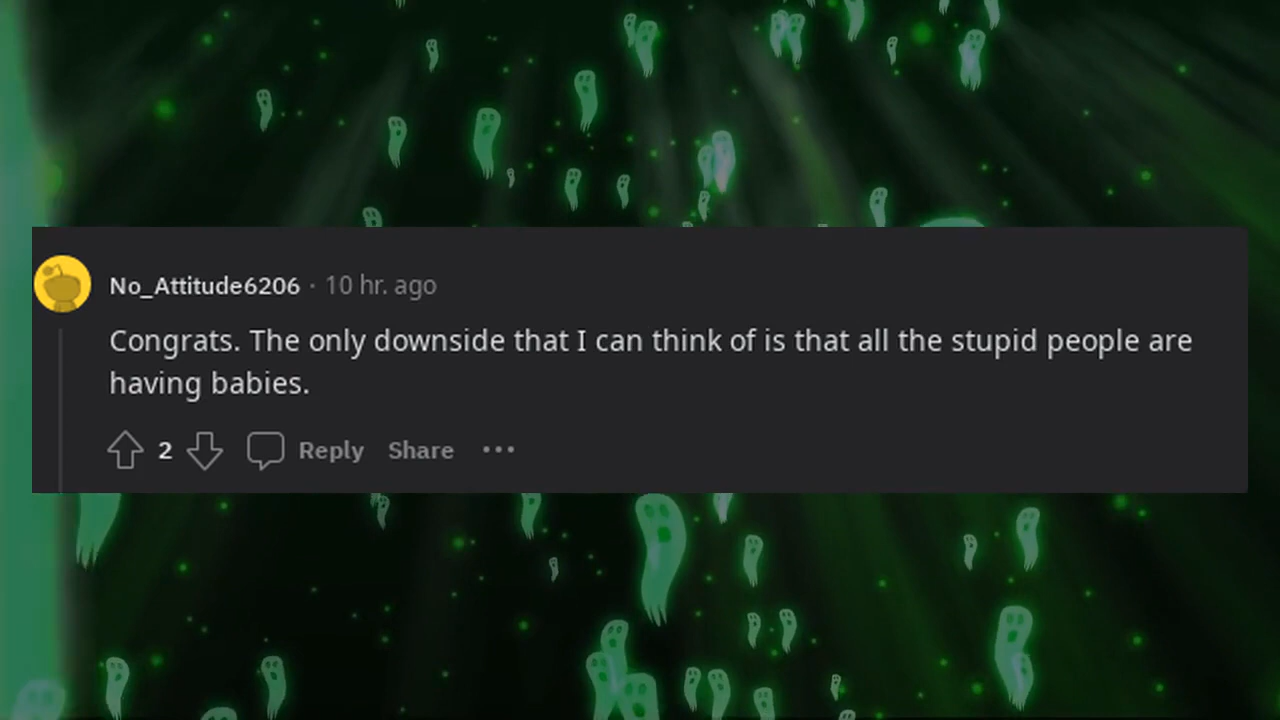 No_Attitude6206 · 10 hr. ago
Congrats. The only downside that I can think of is that all the stupid people are
having babies.
2 Reply Share •••